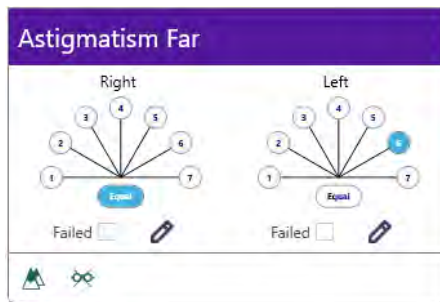 Astigmatism Far
Right
4
3 5
2 6
1 7
Equal
Failed
Left
4
3 5
2 6
1 7
Equal
Failed